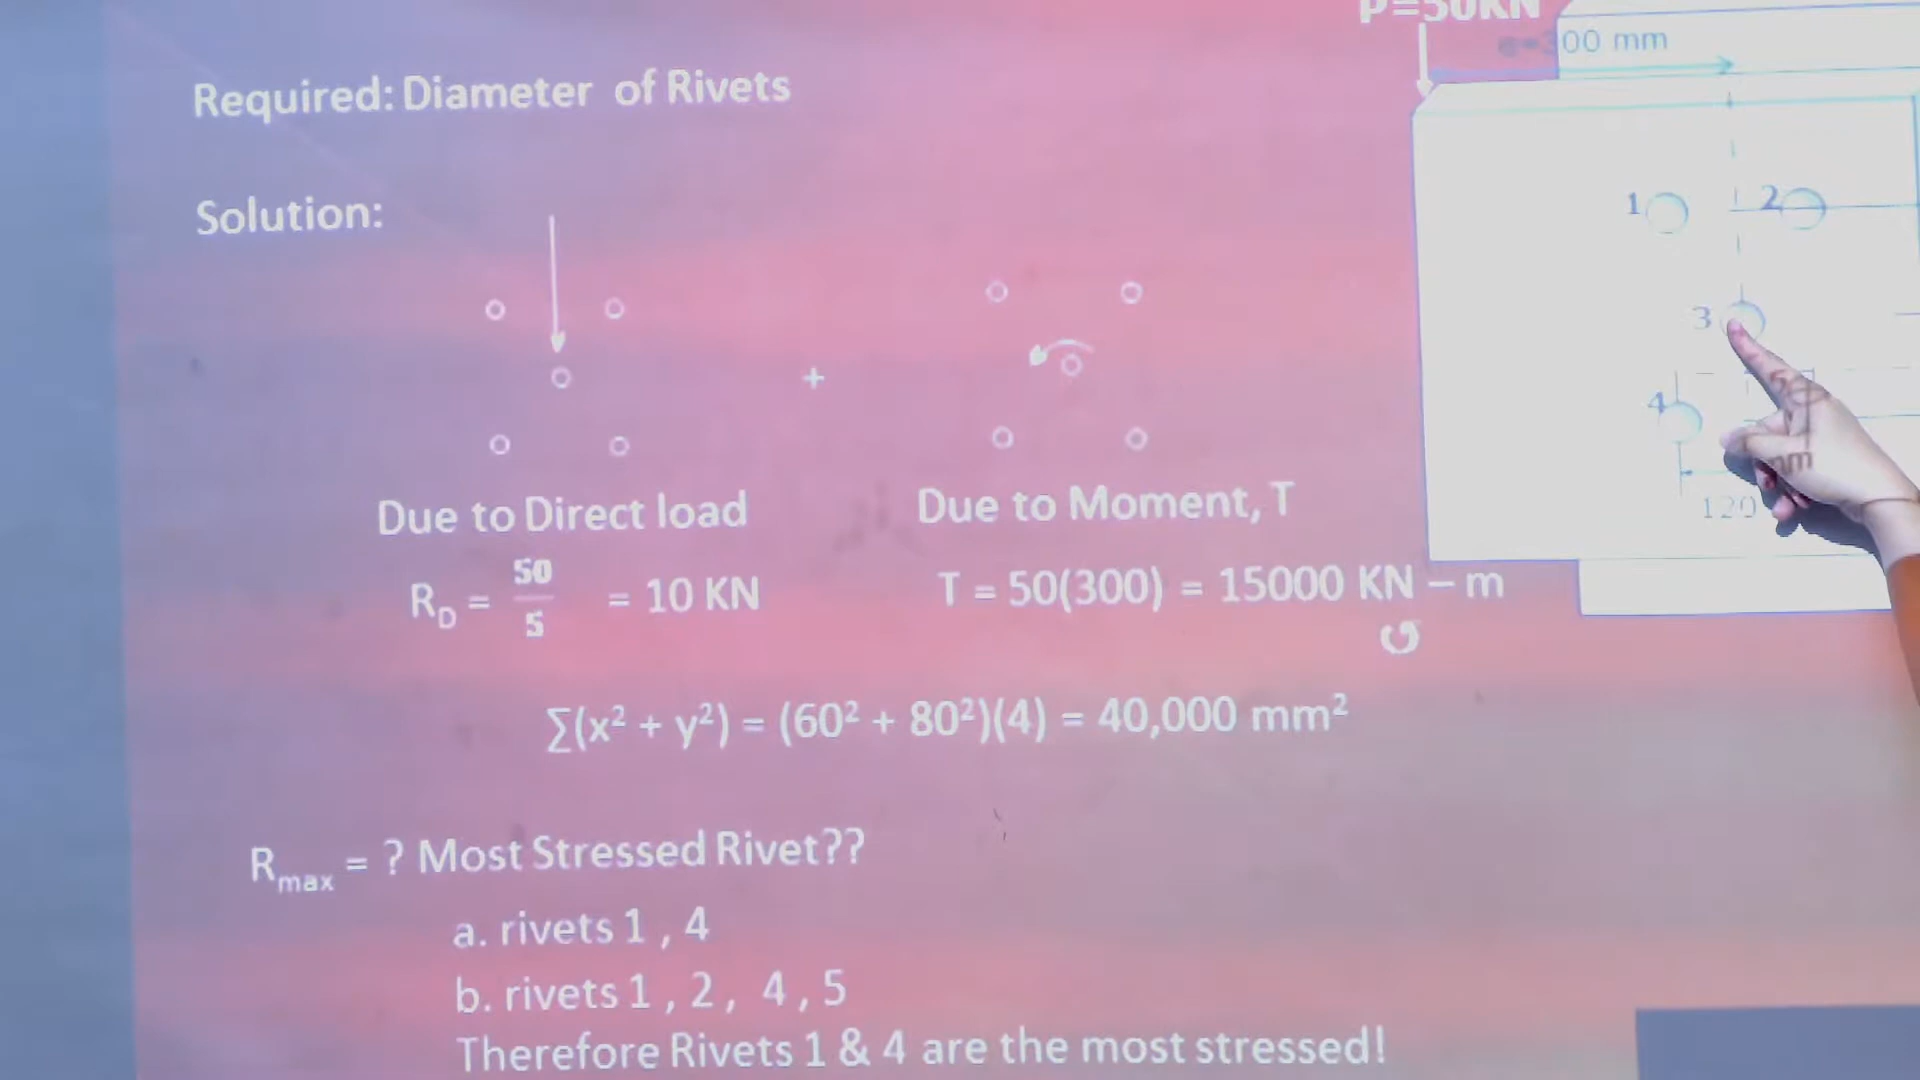 P=50KN
e=300 mm
Required: Diameter of Rivets
Solution:
1 2
3
4
120
+
Due to Direct load Due to Moment, T
R_D = 50/5 = 10 KN T = 50(300) = 15000 KN – m
∑(x² + y²) = (60² + 80²)(4) = 40,000 mm²
R_max = ? Most Stressed Rivet??
a. rivets 1 , 4
b. rivets 1 , 2 , 4 , 5
Therefore Rivets 1 & 4 are the most stressed!